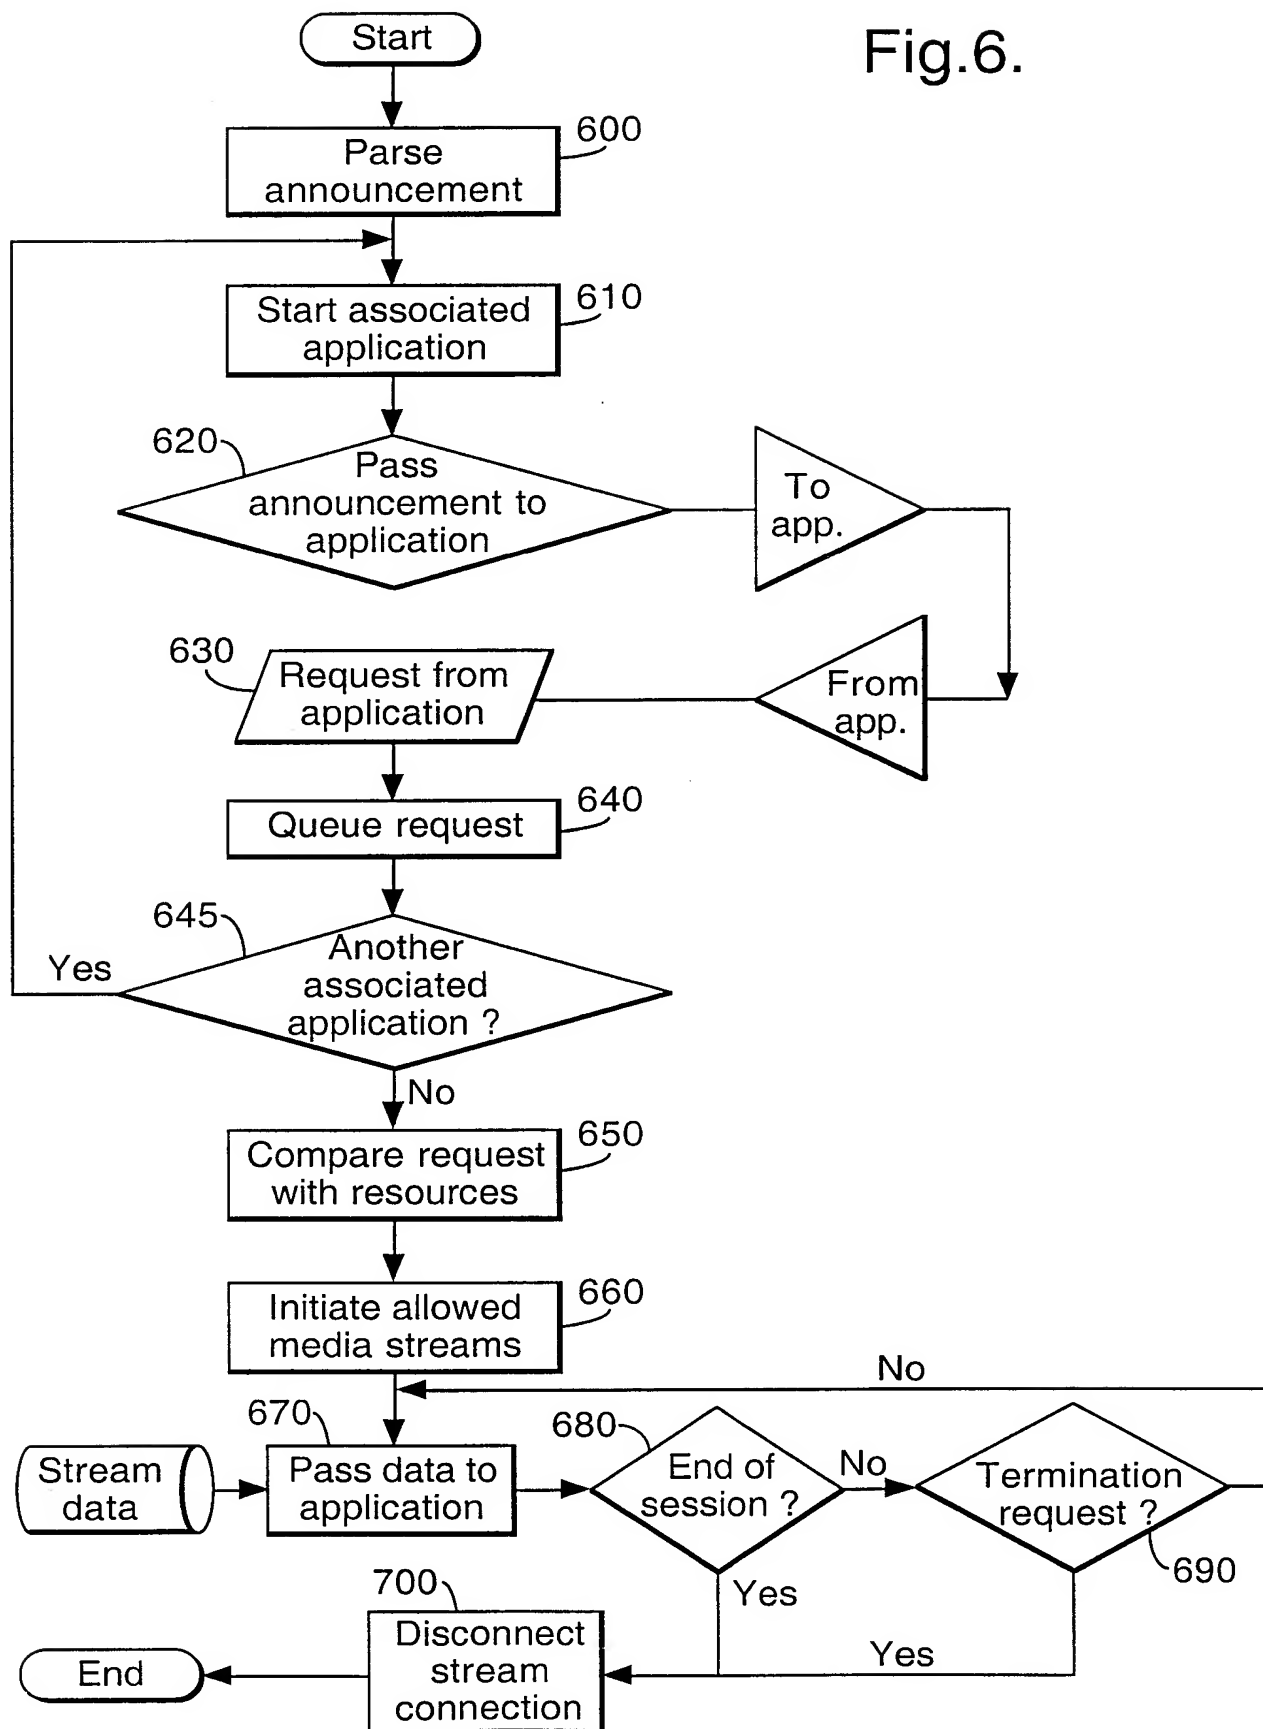 Start
Fig.6.
600
Parse
announcement
610
Start associated
application
620
Pass
announcement to
application
To
app.
630
Request from
application
From
app.
640
Queue request
645
Another
associated
application ?
Yes
No
650
Compare request
with resources
660
Initiate allowed
media streams
No
670
Stream
data
Pass data to
application
680
End of
session ?
No
Termination
request ?
690
Yes
700
Disconnect
stream
connection
Yes
End